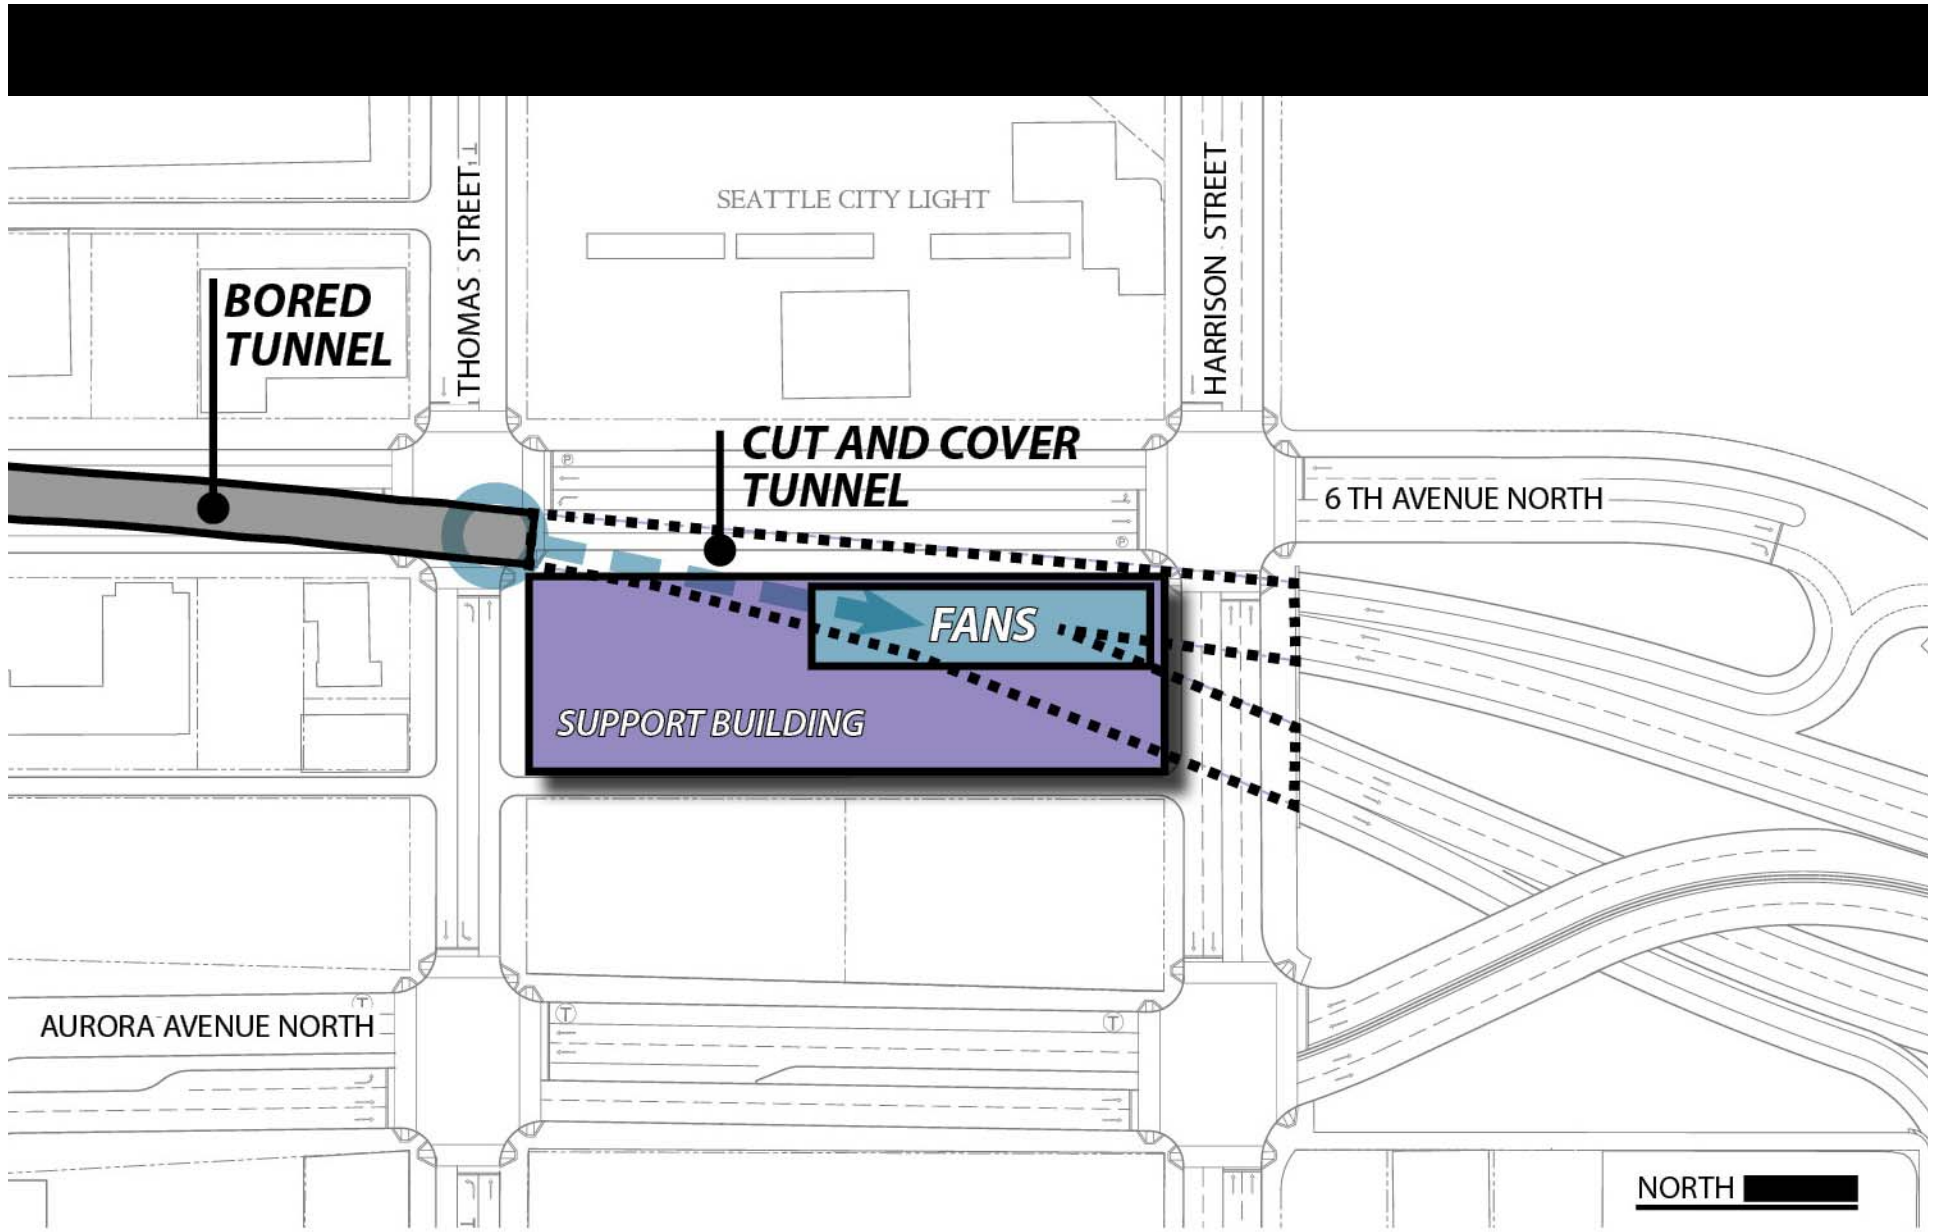 SEATTLE CITY LIGHT
THOMAS STREET
HARRISON STREET
BORED
TUNNEL
CUT AND COVER
TUNNEL
P
6 TH AVENUE NORTH
P
FANS
SUPPORT BUILDING
T
AURORA AVENUE NORTH
T
T
NORTH